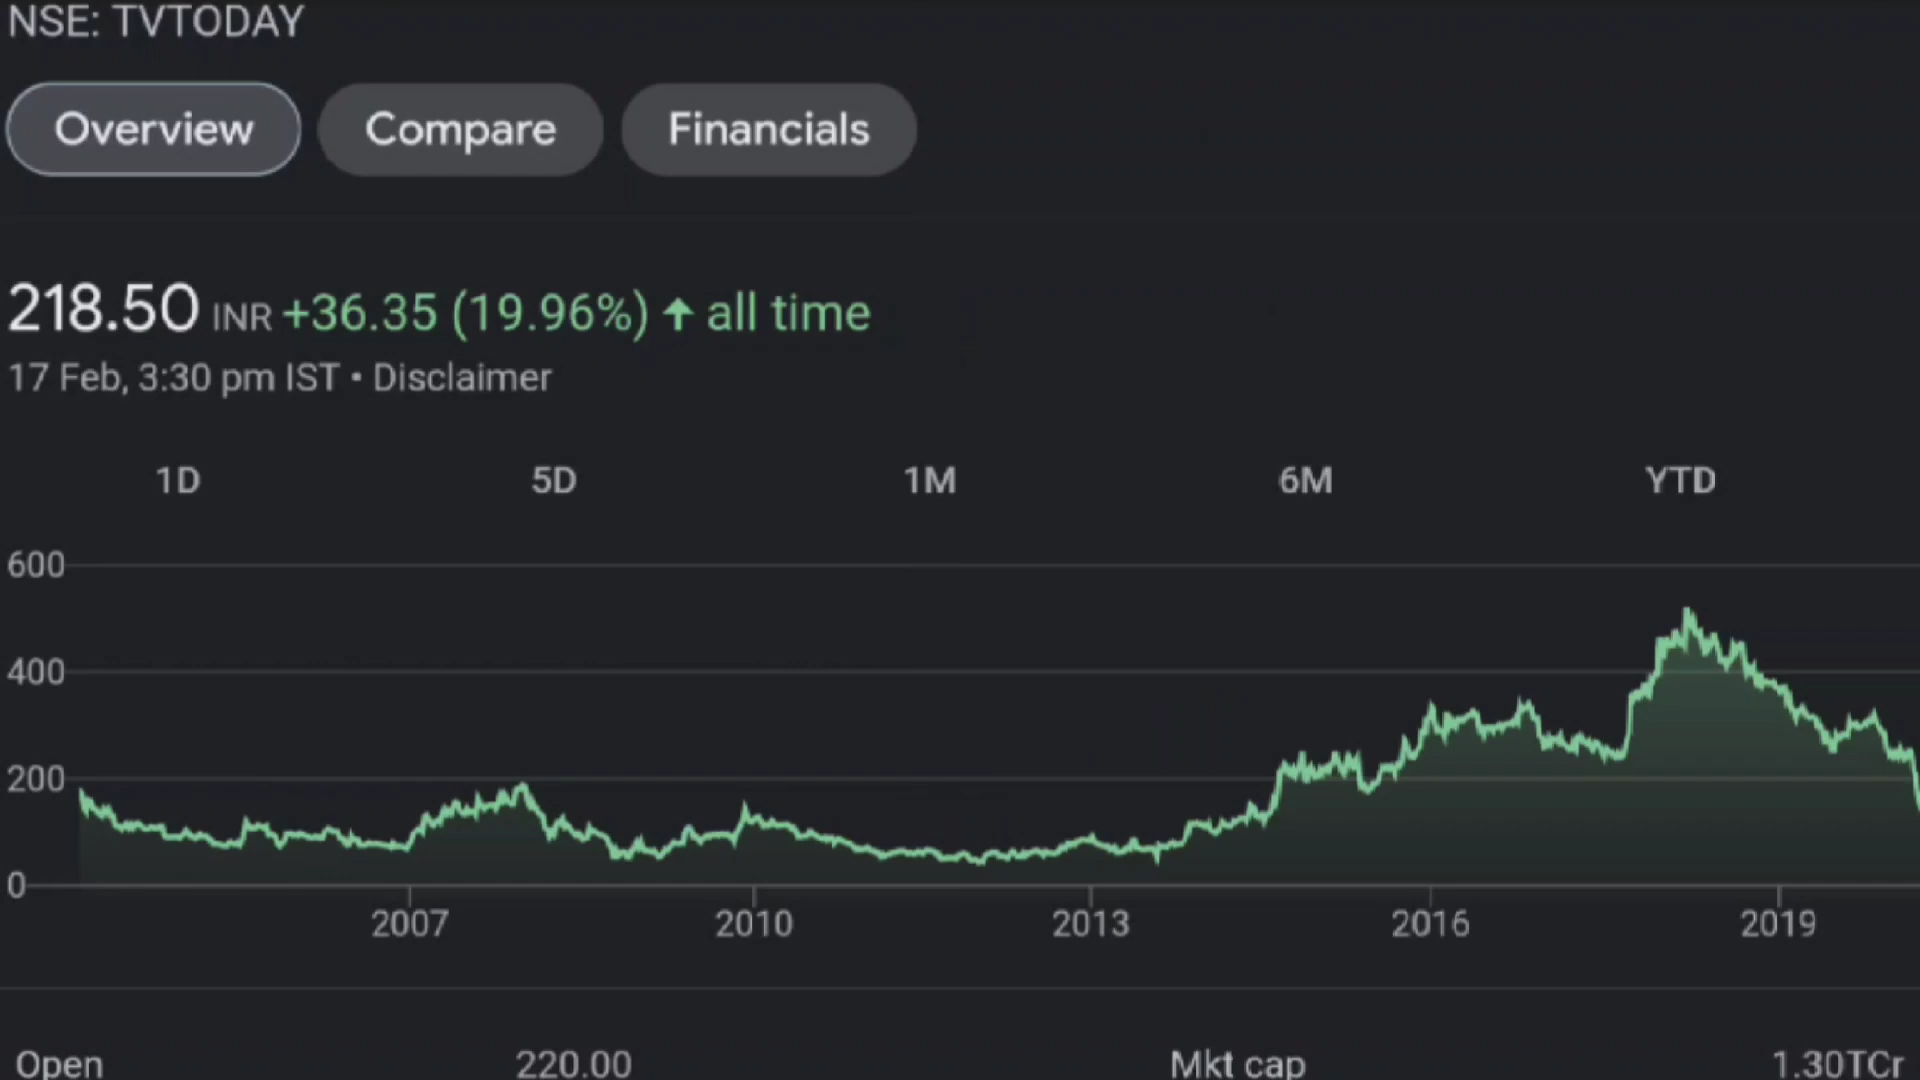 NSE: TVTODAY
Overview Compare Financials
218.50 INR +36.35 (19.96%) ↑ all time
17 Feb, 3:30 pm IST • Disclaimer
1D 5D 1M 6M YTD
600
400
200
0
2007 2010 2013 2016 2019
Open 220.00 Mkt cap 1.30TCr